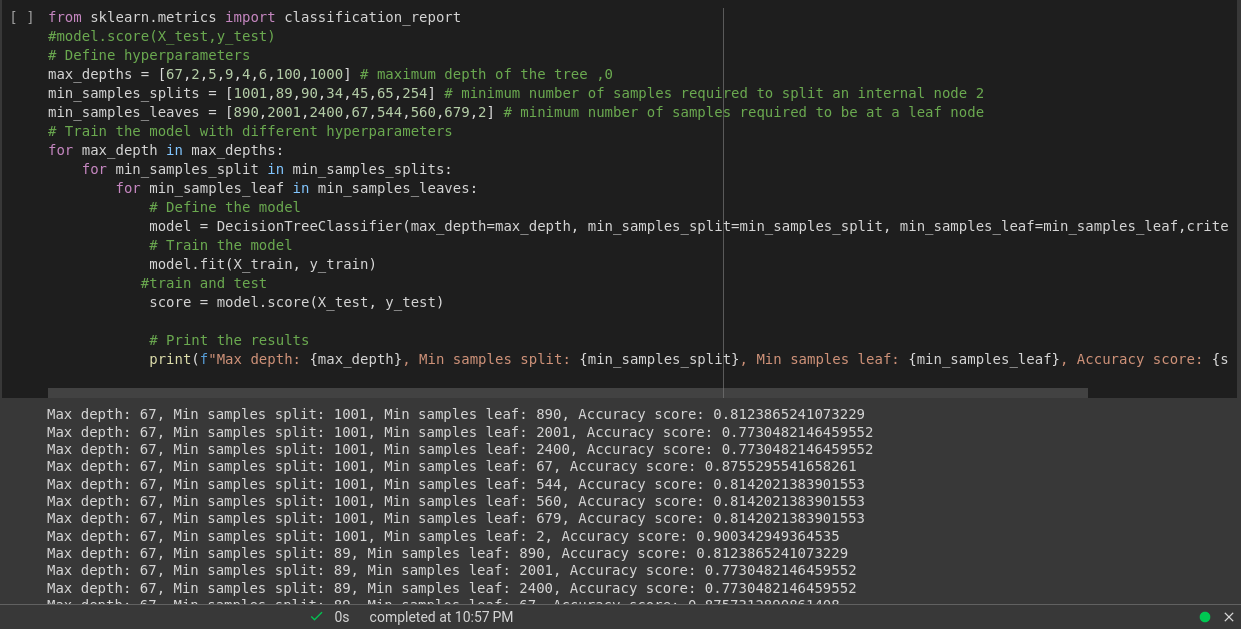 [ ] from sklearn.metrics import classification_report
#model.score(X_test,y_test)
# Define hyperparameters
max_depths = [67,2,5,9,4,6,100,1000] # maximum depth of the tree ,0
min_samples_splits = [1001,89,90,34,45,65,254] # minimum number of samples required to split an internal node 2
min_samples_leaves = [890,2001,2400,67,544,560,679,2] # minimum number of samples required to be at a leaf node
# Train the model with different hyperparameters
for max_depth in max_depths:
    for min_samples_split in min_samples_splits:
        for min_samples_leaf in min_samples_leaves:
            # Define the model
            model = DecisionTreeClassifier(max_depth=max_depth, min_samples_split=min_samples_split, min_samples_leaf=min_samples_leaf,crite
            # Train the model
            model.fit(X_train, y_train)
           #train and test
            score = model.score(X_test, y_test)
            # Print the results
            print(f"Max depth: {max_depth}, Min samples split: {min_samples_split}, Min samples leaf: {min_samples_leaf}, Accuracy score: {s
Max depth: 67, Min samples split: 1001, Min samples leaf: 890, Accuracy score: 0.8123865241073229
Max depth: 67, Min samples split: 1001, Min samples leaf: 2001, Accuracy score: 0.7730482146459552
Max depth: 67, Min samples split: 1001, Min samples leaf: 2400, Accuracy score: 0.7730482146459552
Max depth: 67, Min samples split: 1001, Min samples leaf: 67, Accuracy score: 0.8755295541658261
Max depth: 67, Min samples split: 1001, Min samples leaf: 544, Accuracy score: 0.8142021383901553
Max depth: 67, Min samples split: 1001, Min samples leaf: 560, Accuracy score: 0.8142021383901553
Max depth: 67, Min samples split: 1001, Min samples leaf: 679, Accuracy score: 0.8142021383901553
Max depth: 67, Min samples split: 1001, Min samples leaf: 2, Accuracy score: 0.900342949364535
Max depth: 67, Min samples split: 89, Min samples leaf: 890, Accuracy score: 0.8123865241073229
Max depth: 67, Min samples split: 89, Min samples leaf: 2001, Accuracy score: 0.7730482146459552
Max depth: 67, Min samples split: 89, Min samples leaf: 2400, Accuracy score: 0.7730482146459552
Max depth: 67, Min samples split: 89, Min samples leaf: 67, Accuracy score:
0s completed at 10:57 PM